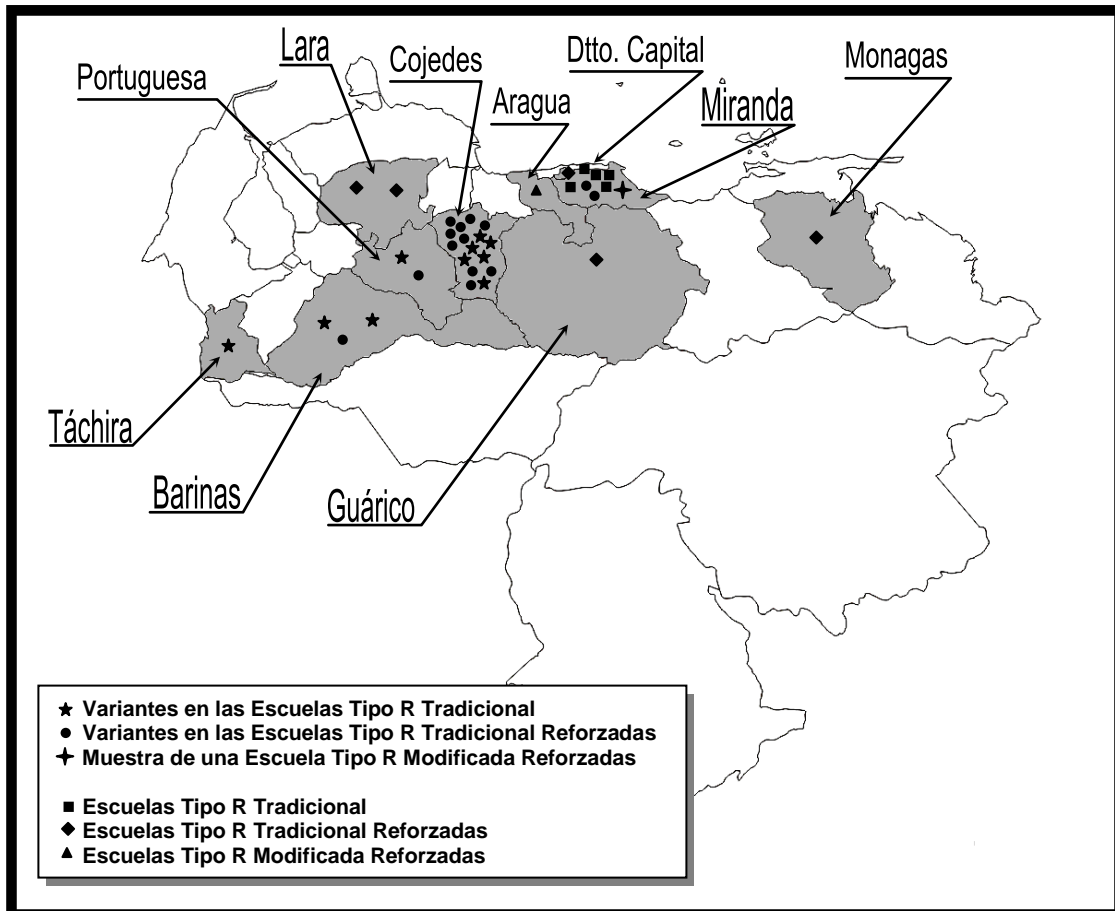 Lara
Cojedes
Dtto. Capital
Monagas
Portuguesa
Aragua
Miranda
Táchira
Barinas
Guárico
Variantes en las Escuelas Tipo R Tradicional
Variantes en las Escuelas Tipo R Tradicional Reforzadas
Muestra de una Escuela Tipo R Modificada Reforzadas
Escuelas Tipo R Tradicional
Escuelas Tipo R Tradicional Reforzadas
Escuelas Tipo R Modificada Reforzadas